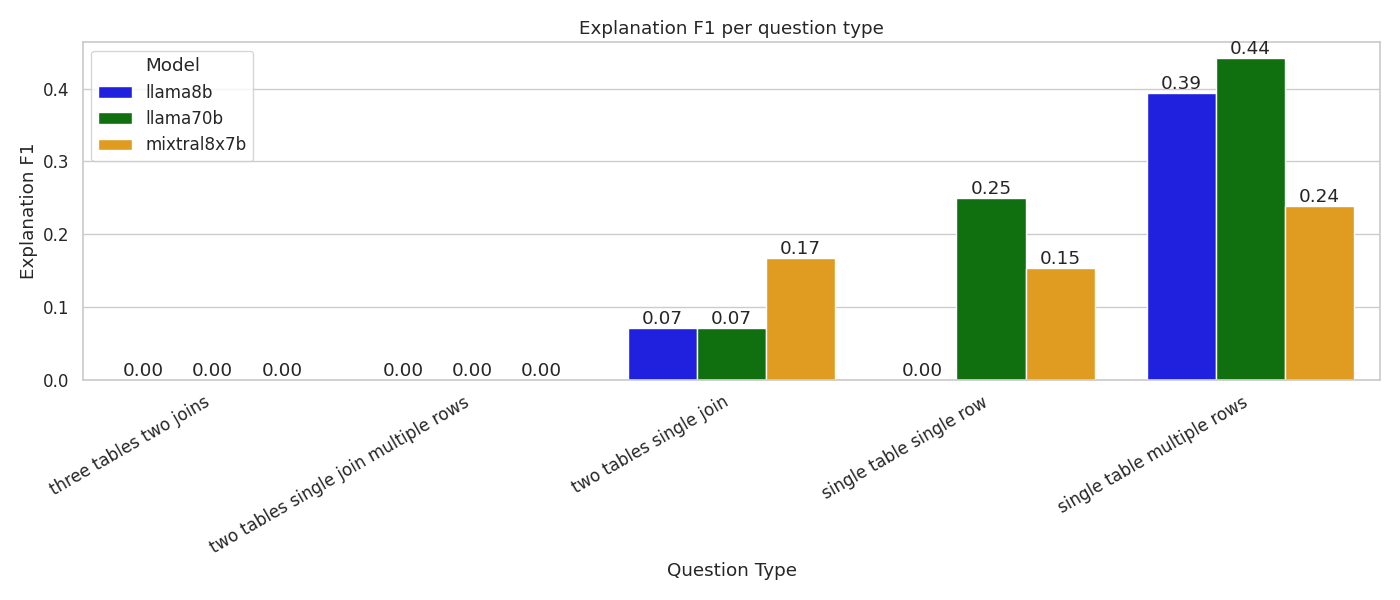 Explanation F1 per question type
Model
llama8b
llama70b
mixtral8x7b
Explanation F1
0.4
0.3
0.2
0.1
0.0
0.00 0.00 0.00
0.00 0.00 0.00
0.07 0.07 0.17
0.00 0.25 0.15
0.39 0.44 0.24
three tables two joins
two tables single join multiple rows
two tables single join
single table single row
single table multiple rows
Question Type